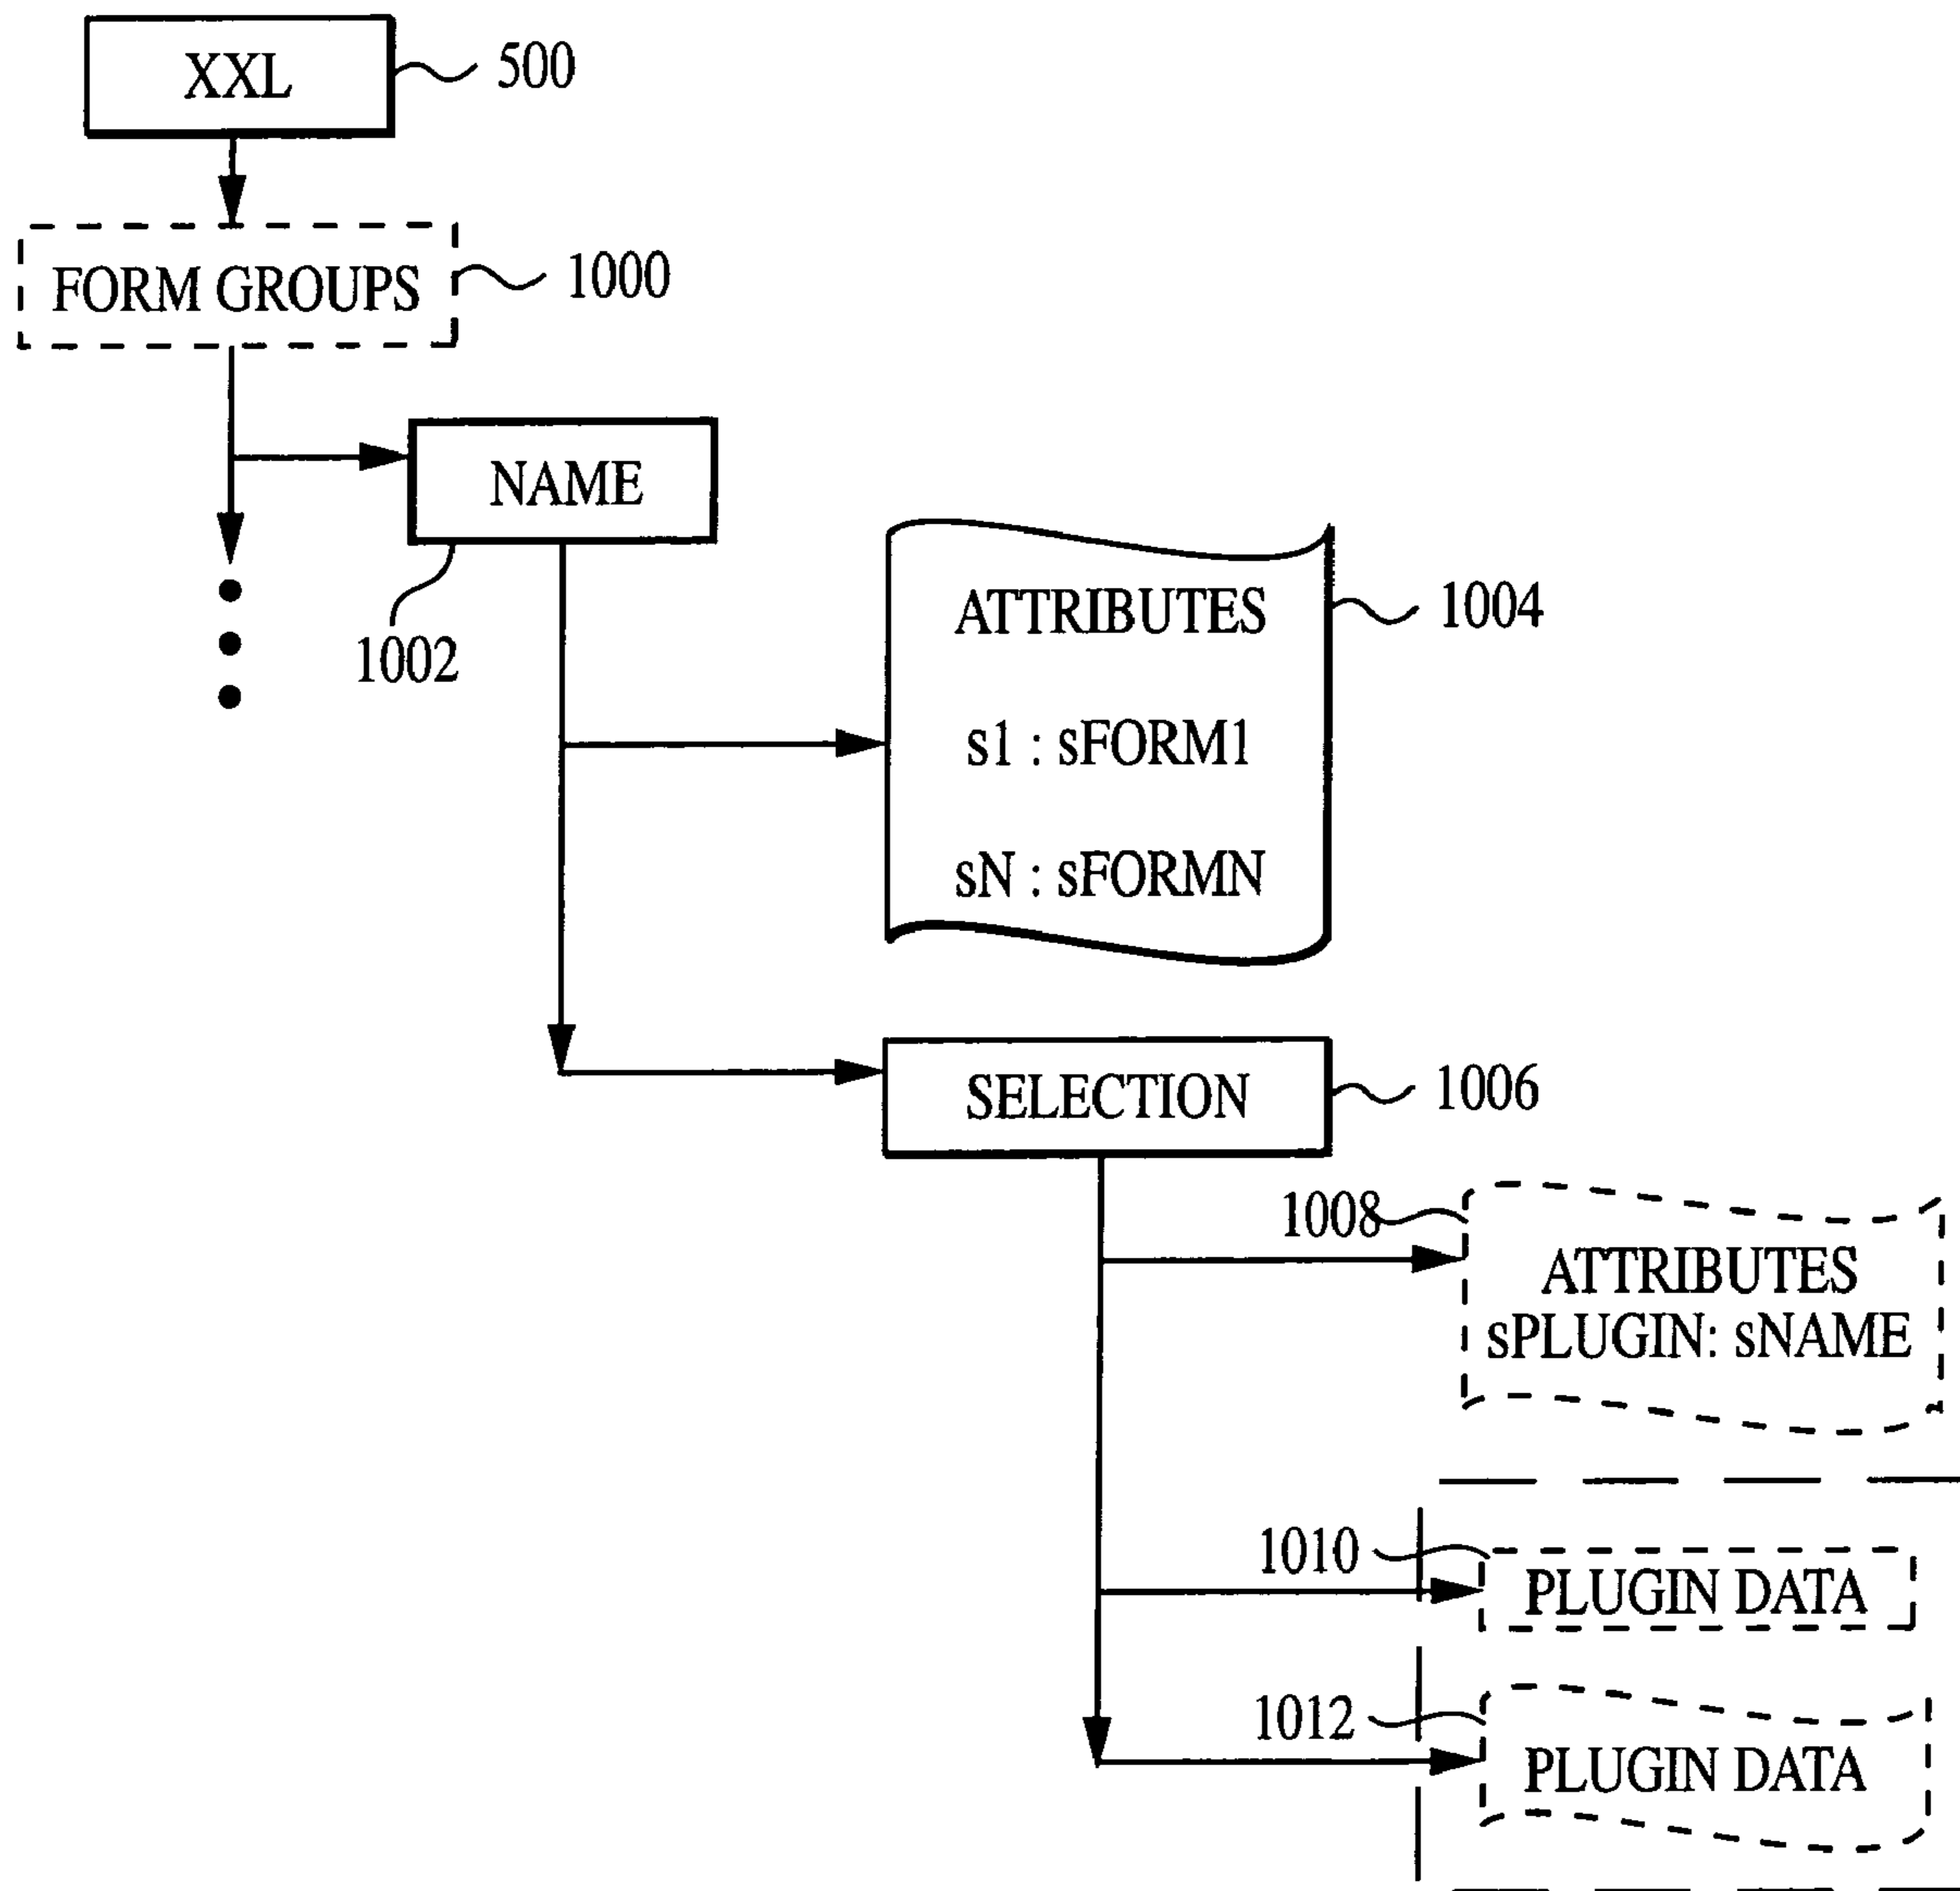 XXL
500
FORM GROUPS
1000
NAME
1002
ATTRIBUTES
1004
s1 : sFORM1
sN : sFORMN
SELECTION
1006
1008
ATTRIBUTES
sPLUGIN: sNAME
1010
PLUGIN DATA
1012
PLUGIN DATA